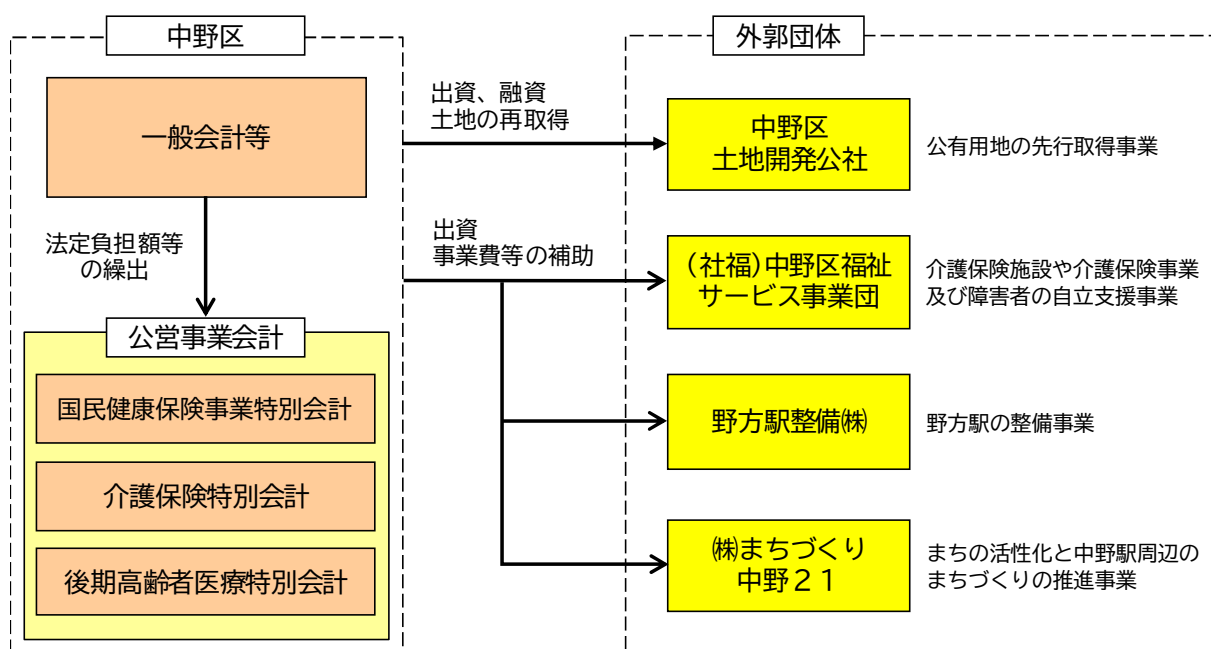 中野区
一般会計等
法定負担額等
の繰出
公営事業会計
国民健康保険事業特別会計
介護保険特別会計
後期高齢者医療特別会計
出資、融資
土地の再取得
出資
事業費等の補助
外郭団体
中野区
土地開発公社
公有用地の先行取得事業
(社福)中野区福祉
サービス事業団
介護保険施設や介護保険事業
及び障害者の自立支援事業
野方駅整備㈱
野方駅の整備事業
㈱まちづくり
中野２１
まちの活性化と中野駅周辺の
まちづくりの推進事業